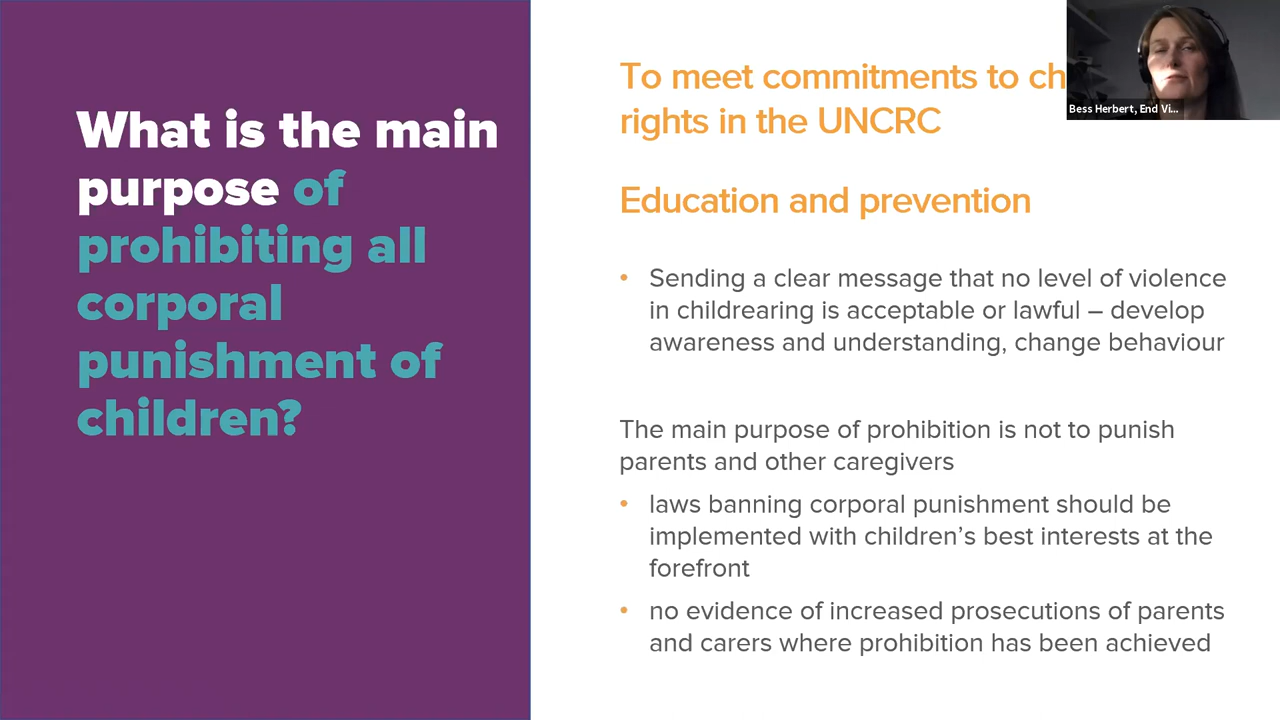 What is the main
purpose of
prohibiting all
corporal
punishment of
children?
To meet commitments to ch
rights in the UNCRC
Education and prevention
• Sending a clear message that no level of violence
in childrearing is acceptable or lawful – develop
awareness and understanding, change behaviour
The main purpose of prohibition is not to punish
parents and other caregivers
• laws banning corporal punishment should be
implemented with children's best interests at the
forefront
• no evidence of increased prosecutions of parents
and carers where prohibition has been achieved
Bess Herbert, End Vi...